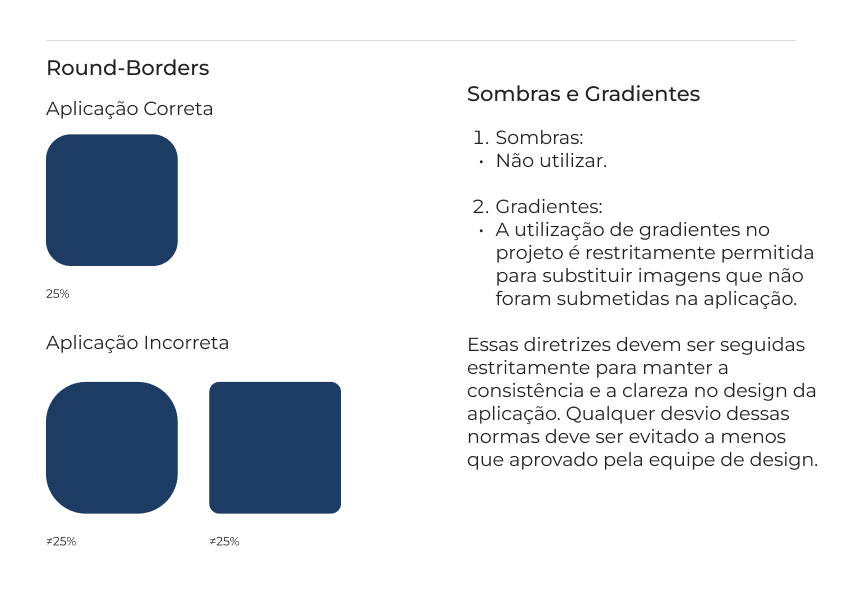 Round-Borders
Aplicação Correta
25%
Aplicação Incorreta
≠25%
≠25%
Sombras e Gradientes
1. Sombras:
• Não utilizar.
2. Gradientes:
• A utilização de gradientes no
projeto é restritamente permitida
para substituir imagens que não
foram submetidas na aplicação.
Essas diretrizes devem ser seguidas
estritamente para manter a
consistência e a clareza no design da
aplicação. Qualquer desvio dessas
normas deve ser evitado a menos
que aprovado pela equipe de design.